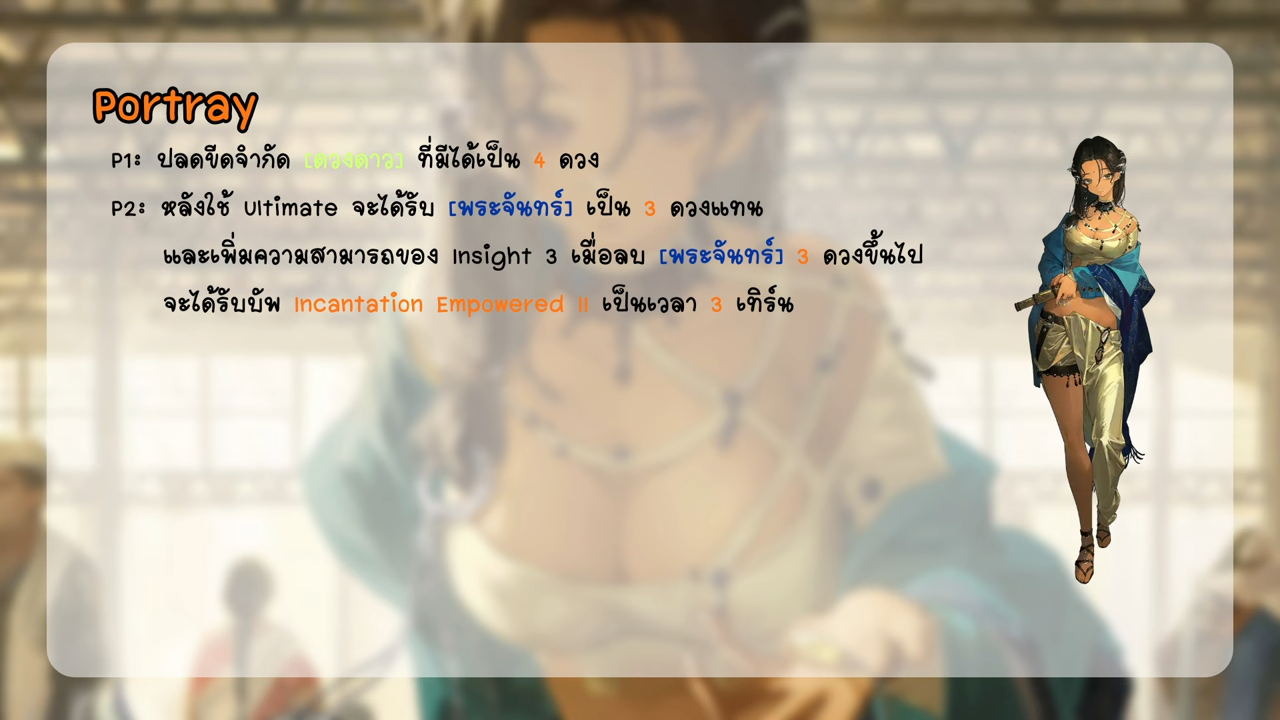 Portray
P1: ปลดขีดจำกัด [ดวงดาว] ที่มีได้เป็น 4 ดวง
P2: หลังใช้ Ultimate จะได้รับ [พระจันทร์] เป็น 3 ดวงแทน
และเพิ่มความสามารถของ Insight 3 เมื่อลบ [พระจันทร์] 3 ดวงขึ้นไป
จะได้รับบัพ Incantation Empowered II เป็นเวลา 3 เทิร์น